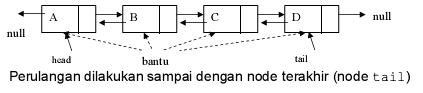 A B C D null
null
head bantu tail
Perulangan dilakukan sampai dengan node terakhir (node tail)